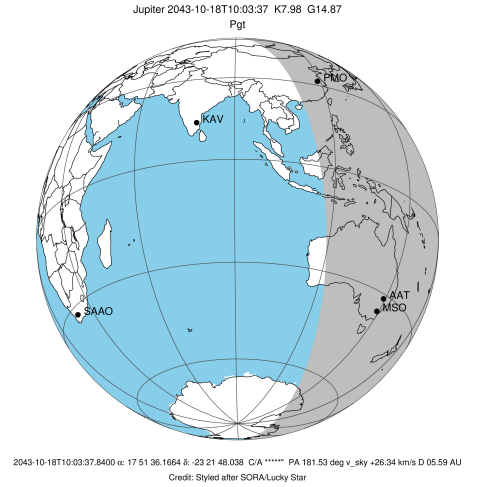 Jupiter 2043-10-18T10:03:37 K7.98 G14.87
Pgt
PMO
KAV
AAT
MSO
SAAO
2043-10-18T10:03:37.8400 α: 17 51 36.1664 δ: -23 21 48.038 C/A *****" PA 181.53 deg v_sky +26.34 km/s D 05.59 AU
Credit: Styled after SORA/Lucky Star